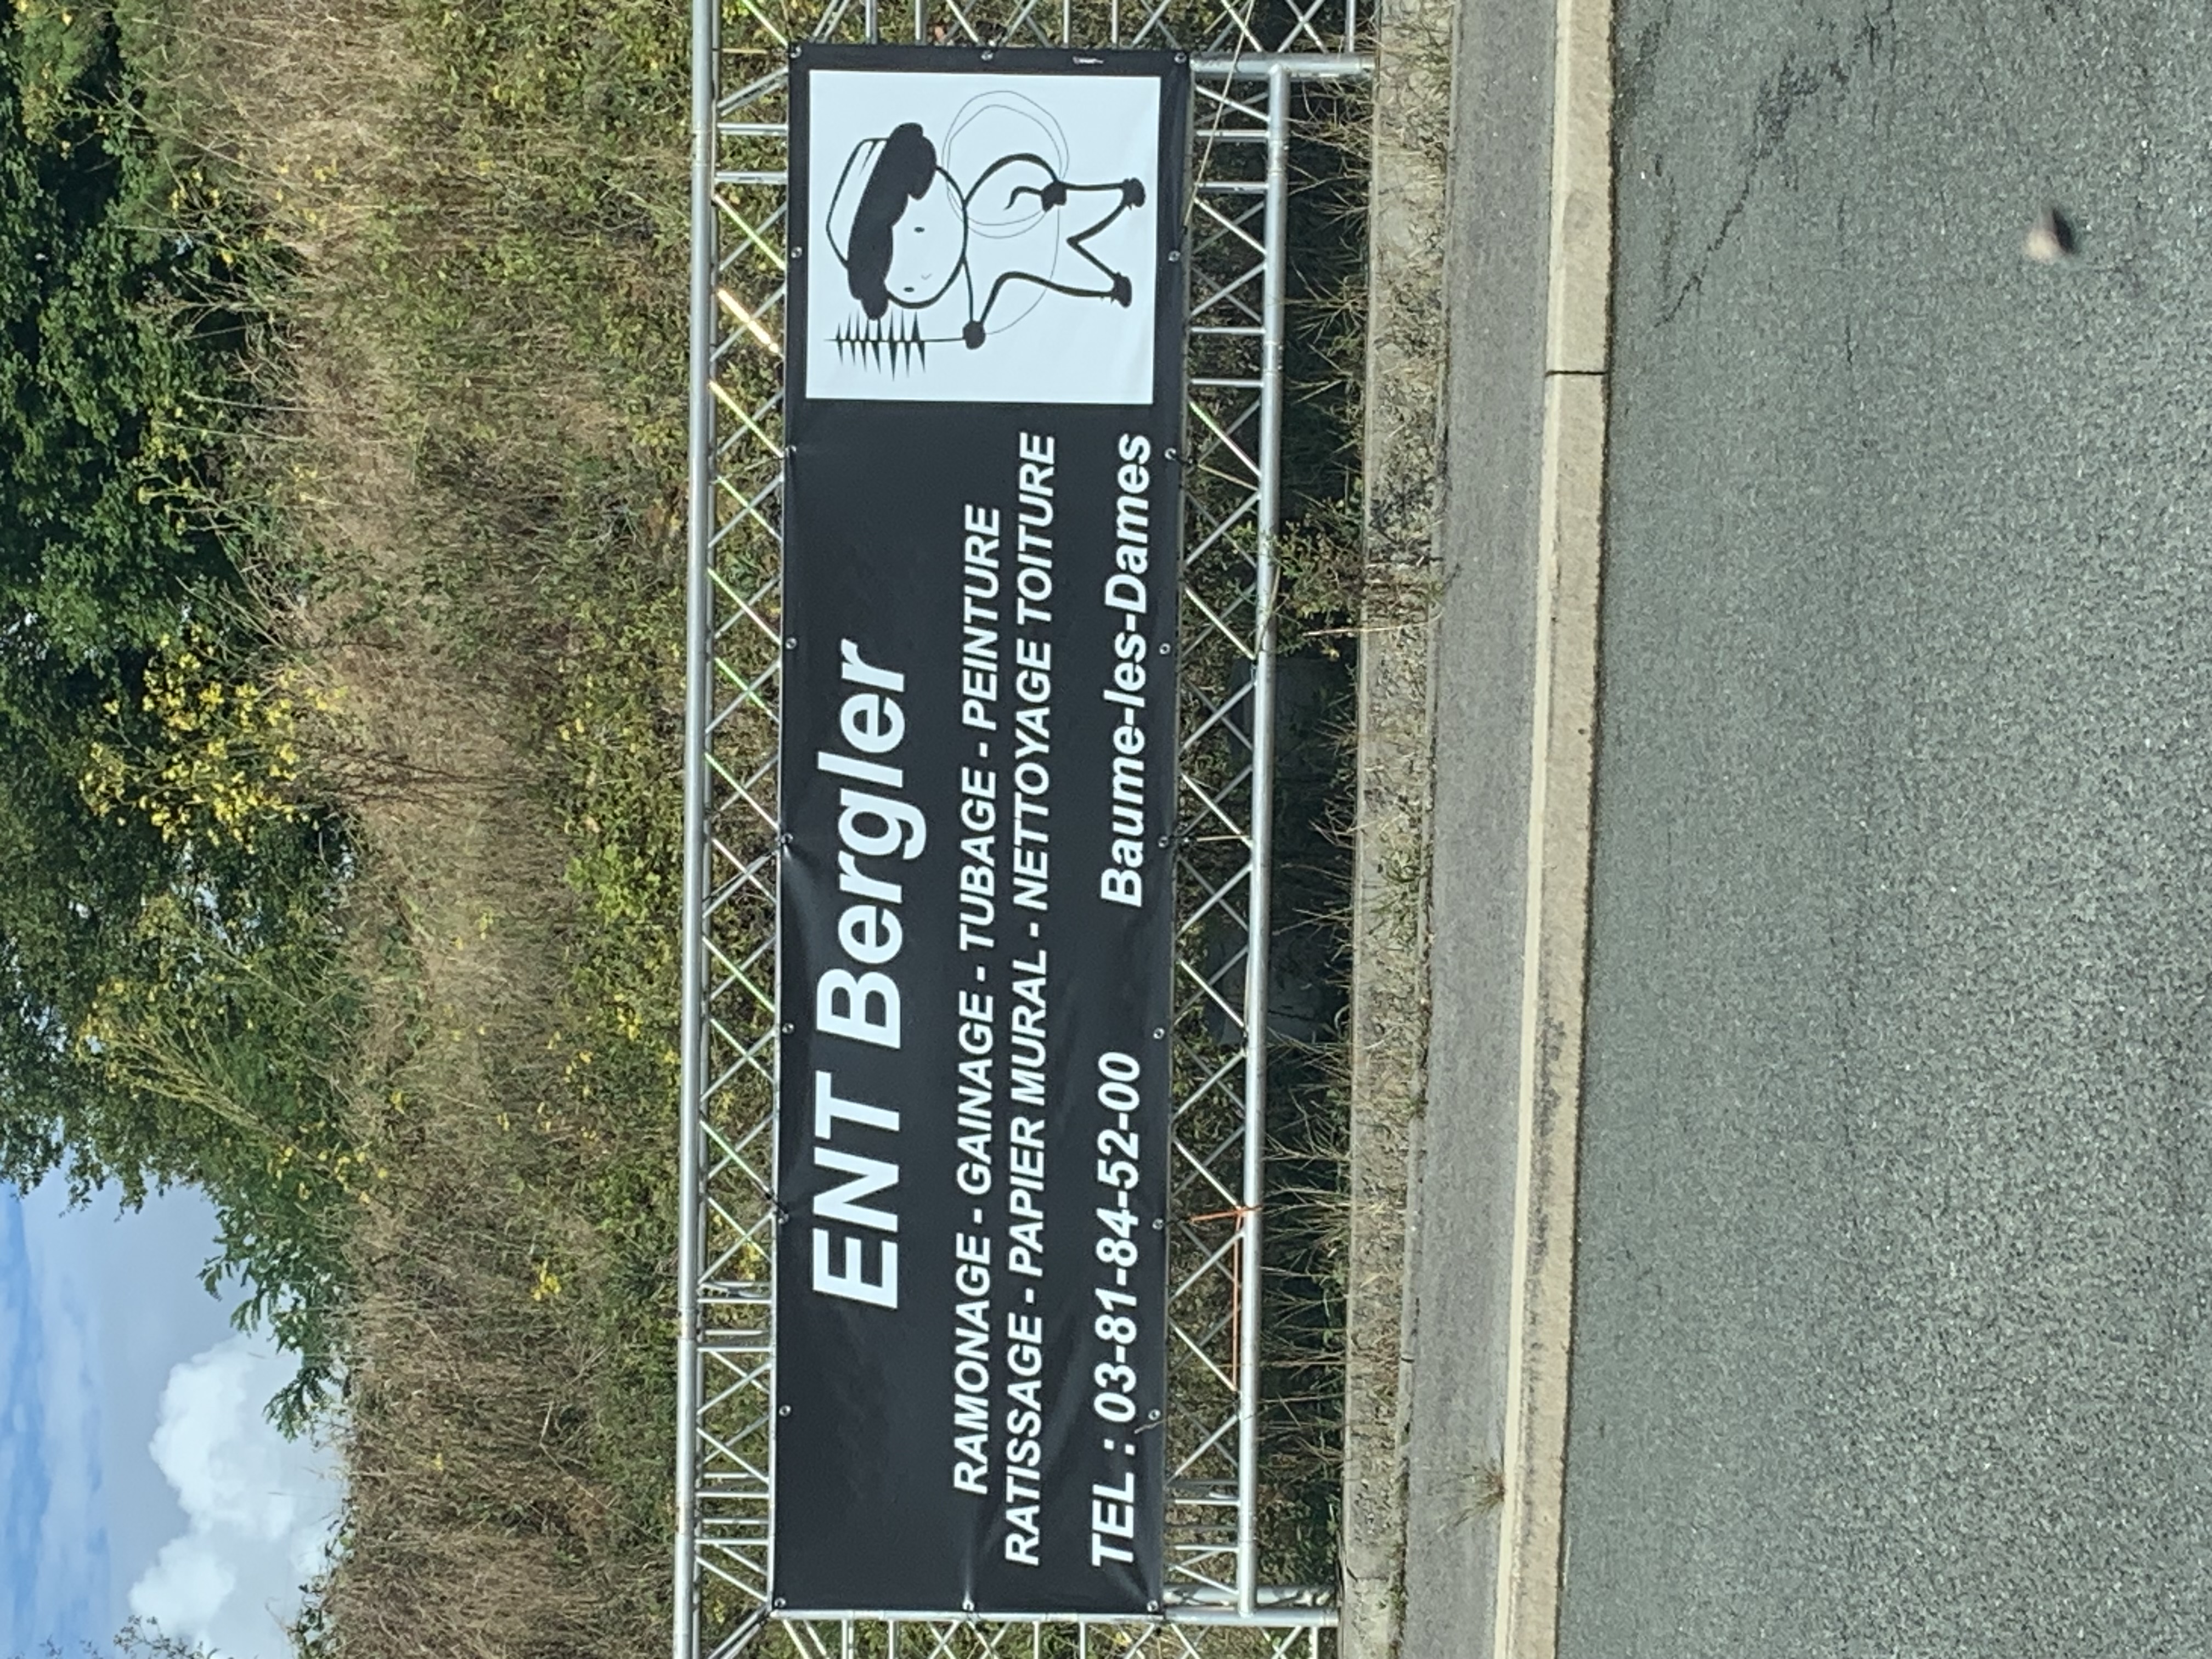 ENT Bergler
RAMONAGE - GAINAGE - TUBAGE - PEINTURE
RATISSAGE - PAPIER MURAL - NETTOYAGE TOITURE
TEL : 03-81-84-52-00 Baume-les-Dames